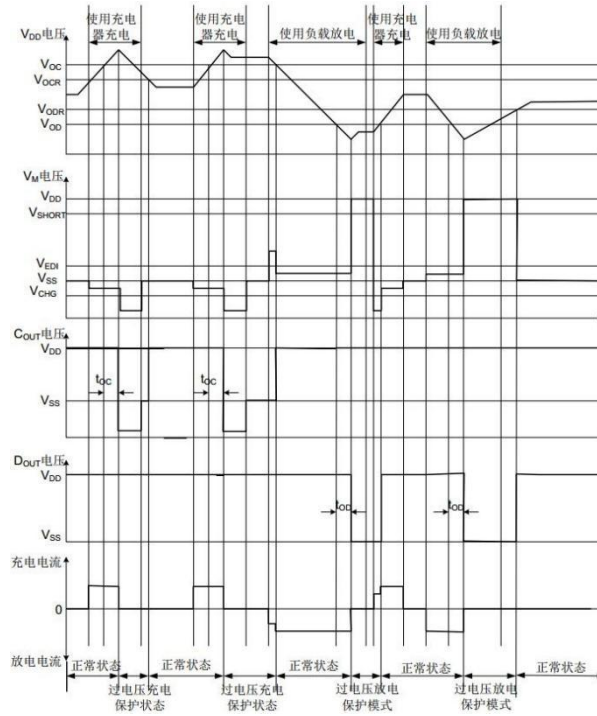 使用充电
器充电
使用充电
器充电
使用负载放电
使用充电
器充电
使用负载放电
VDD电压
VOC
VOCR
VODR
VOD
VM电压
VDD
VSHORT
VEDI
VSS
VCHG
COUT电压
VDD
tOC
tOC
VSS
DOUT电压
VDD
tOD
tOD
VSS
充电电流
0
放电电流
正常状态
正常状态
正常状态
正常状态
正常状态
过电压充电
保护状态
过电压充电
保护状态
过电压放电
保护模式
过电压放电
保护模式